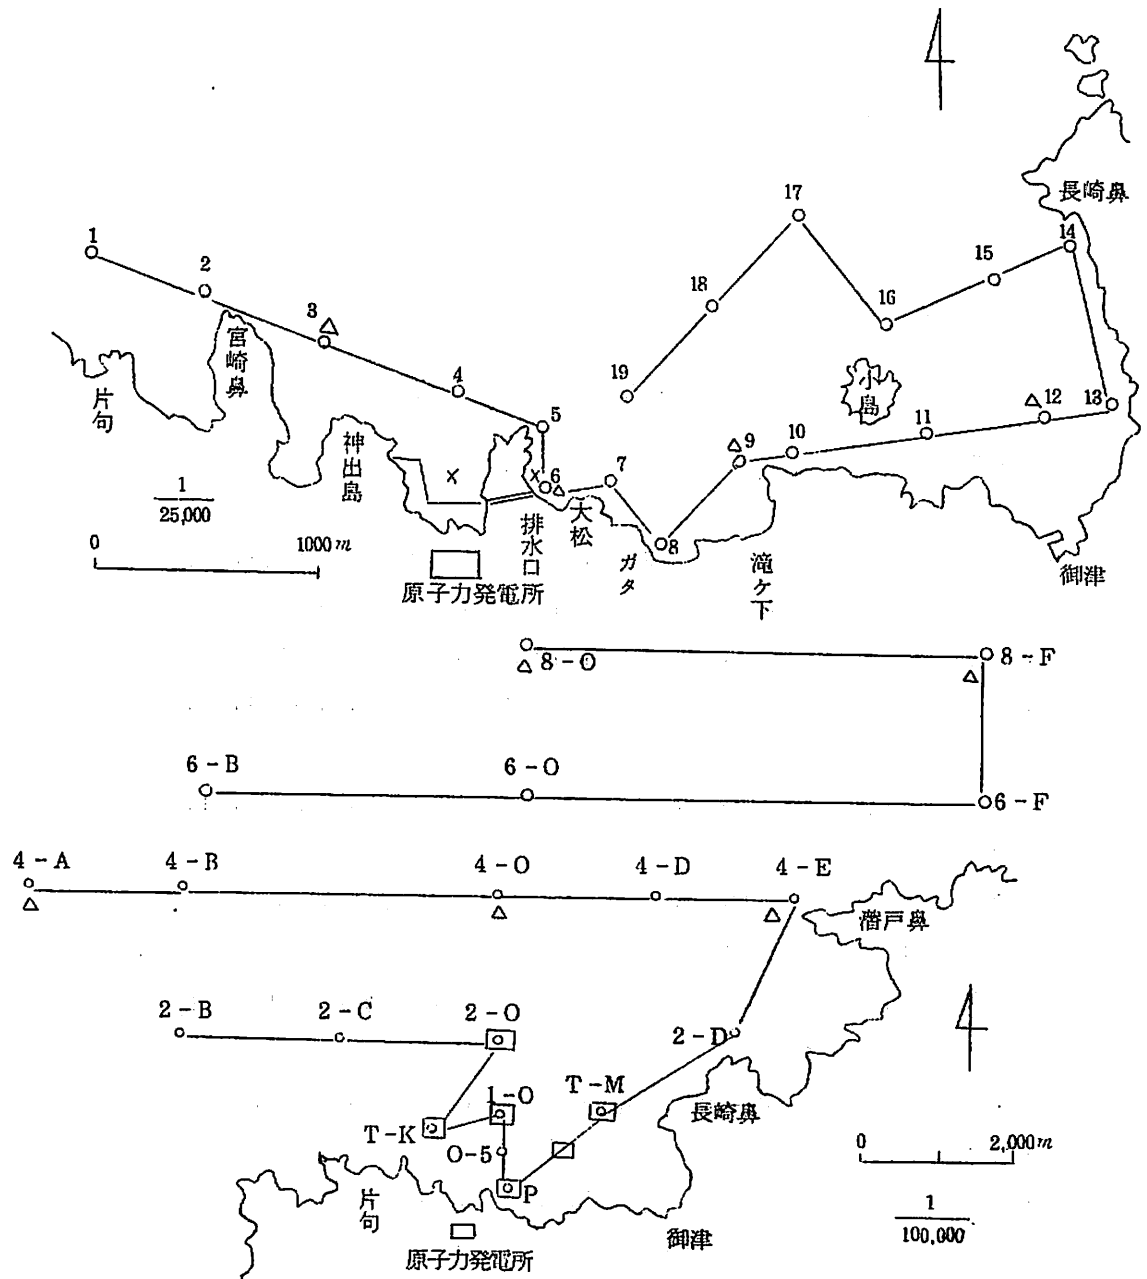 17
長崎鼻
1
14
2
15
18
3
16
宮崎鼻
19
4
小島
片句
5
12
13
11
神出島
9
10
7
6
1
25,000
大松
排水口
8
0
1000m
ガタ
滝ケ下
御津
原子力発電所
8-O
8-F
6-B
6-O
6-F
4-A
4-B
4-O
4-D
4-E
潜戸鼻
2-B
2-C
2-O
2-D
T-M
1-O
長崎鼻
T-K
O-5
0
2,000m
P
片句
1
100,000
御津
原子力発電所